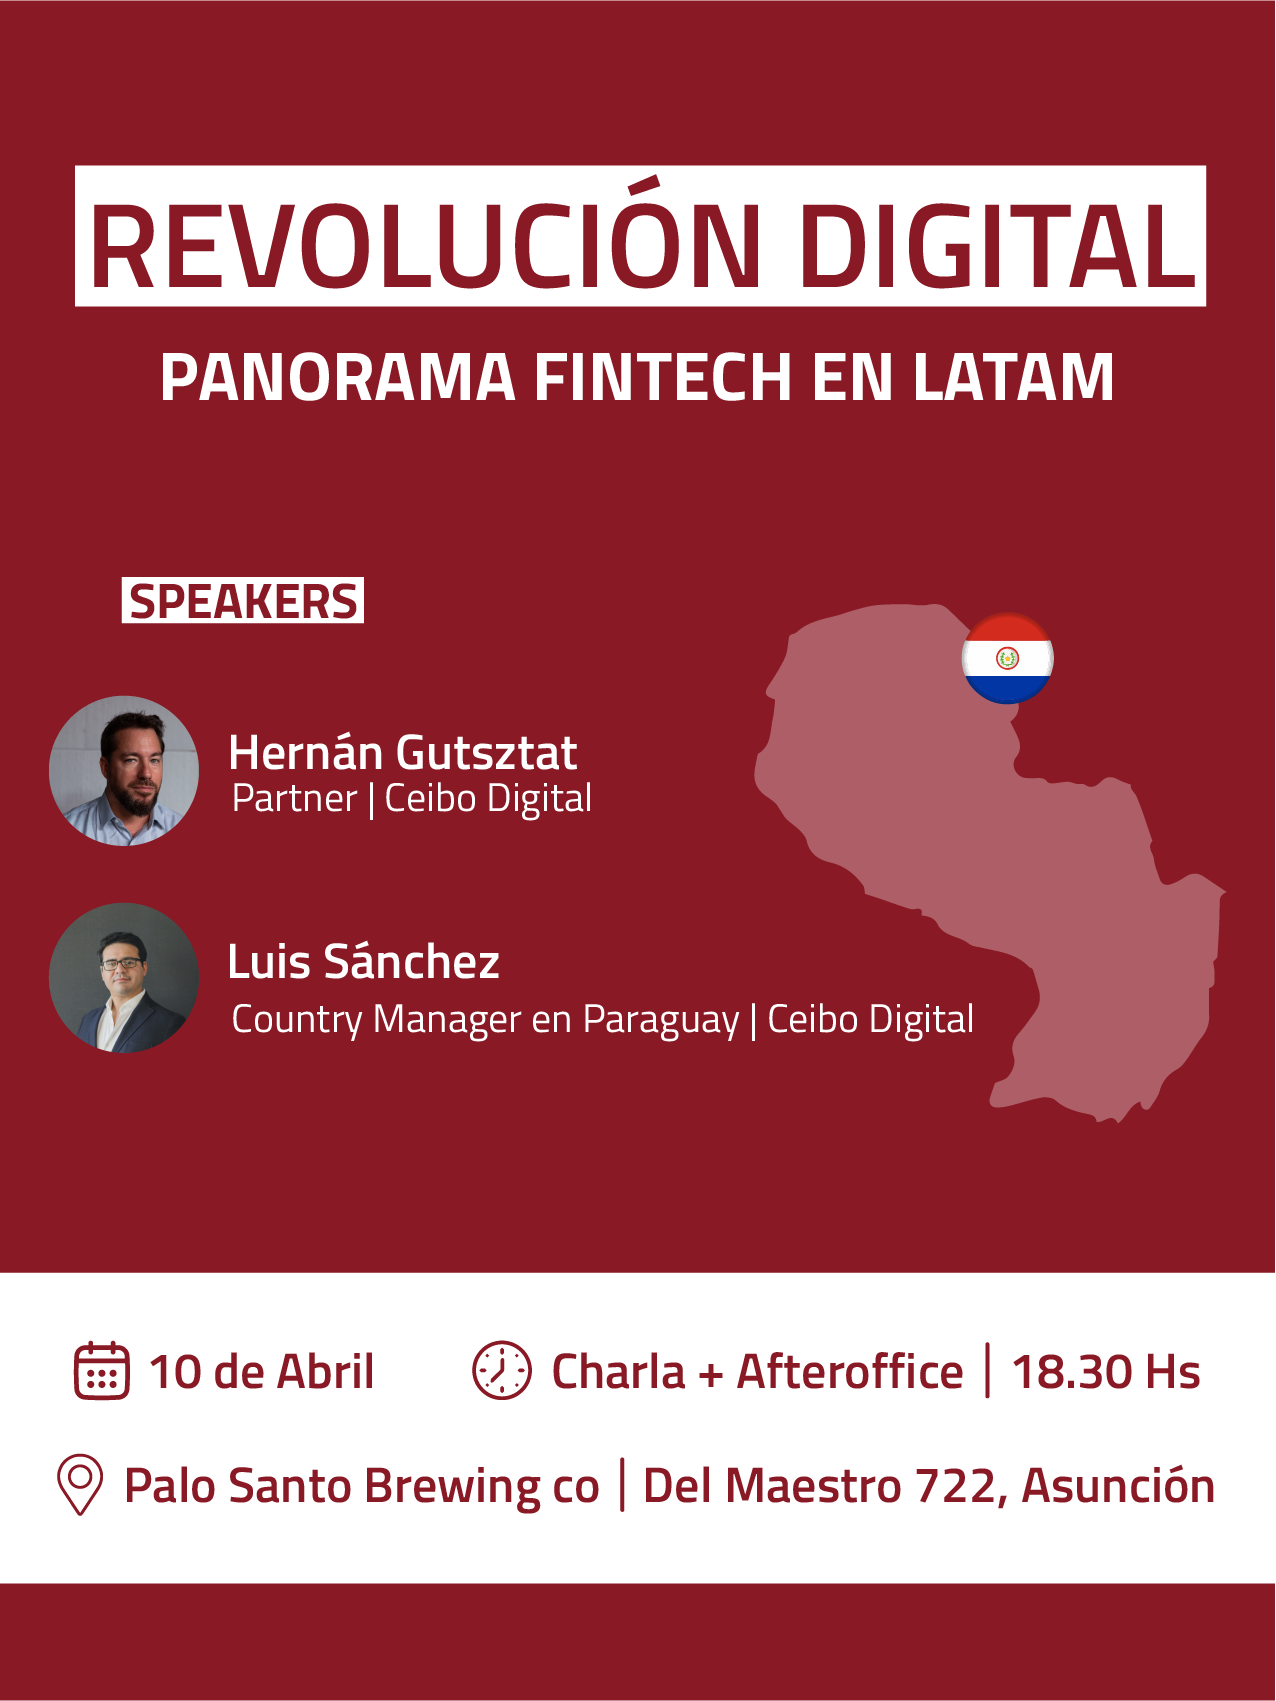 REVOLUCIÓN DIGITAL
PANORAMA FINTECH EN LATAM
SPEAKERS
Hernán Gutsztat
Partner | Ceibo Digital
Luis Sánchez
Country Manager en Paraguay | Ceibo Digital
10 de Abril
Charla + Afteroffice | 18.30 Hs
Palo Santo Brewing co | Del Maestro 722, Asunción